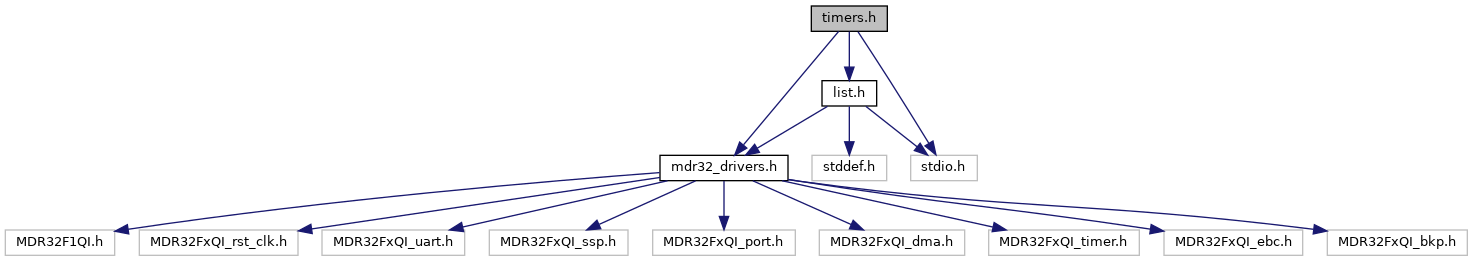 timers.h
list.h
mdr32_drivers.h
stddef.h
stdio.h
MDR32F1QI.h
MDR32FxQI_rst_clk.h
MDR32FxQI_uart.h
MDR32FxQI_ssp.h
MDR32FxQI_port.h
MDR32FxQI_dma.h
MDR32FxQI_timer.h
MDR32FxQI_ebc.h
MDR32FxQI_bkp.h